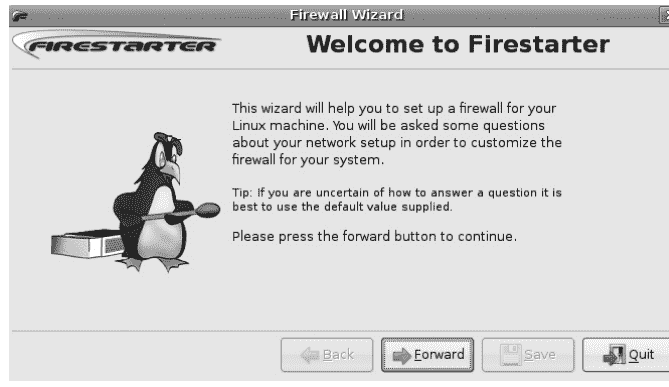 Firewall Wizard
FIRESTARTER
Welcome to Firestarter
This wizard will help you to set up a firewall for your
Linux machine. You will be asked some questions
about your network setup in order to customize the
firewall for your system.
Tip: If you are uncertain of how to answer a question it is
best to use the default value supplied.
Please press the forward button to continue.
Back
Forward
Save
Quit